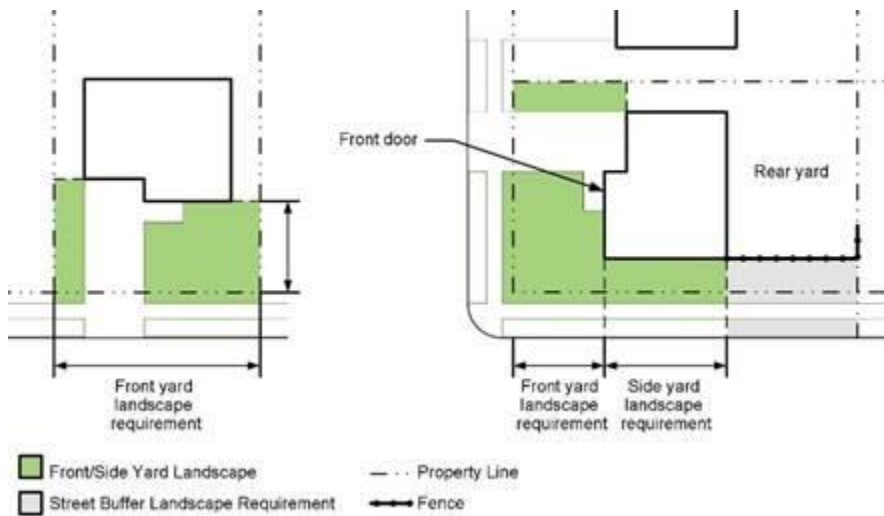 Front door
Rear yard
Front yard
landscape
requirement
Front yard
landscape
requirement
Side yard
landscape
requirement
Front/Side Yard Landscape
Property Line
Street Buffer Landscape Requirement
Fence